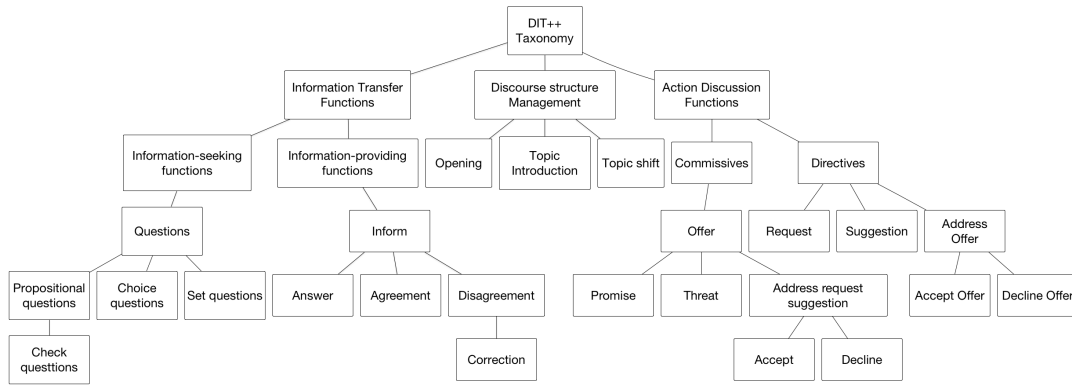 DIT++
Taxonomy
Information Transfer
Functions
Discourse structure
Management
Action Discussion
Functions
Information-seeking
functions
Information-providing
functions
Opening
Topic
Introduction
Topic shift
Commissives
Directives
Questions
Inform
Offer
Request
Suggestion
Address
Offer
Propositional
questions
Choice
questions
Set questions
Answer
Agreement
Disagreement
Promise
Threat
Address request
suggestion
Accept Offer
Decline Offer
Check
questtions
Correction
Accept
Decline